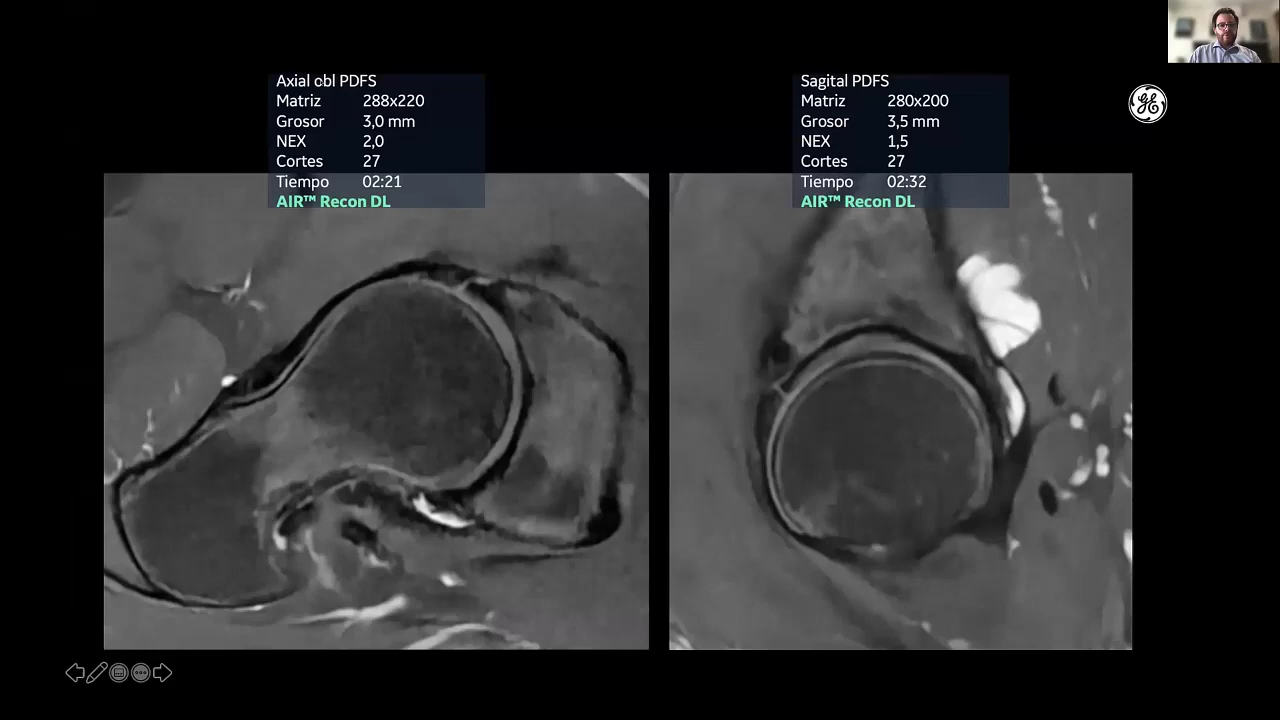 Axial obl PDFS
Matriz 288x220
Grosor 3,0 mm
NEX 2,0
Cortes 27
Tiempo 02:21
AIR™ Recon DL
Sagital PDFS
Matriz 280x200
Grosor 3,5 mm
NEX 1,5
Cortes 27
Tiempo 02:32
AIR™ Recon DL
GE